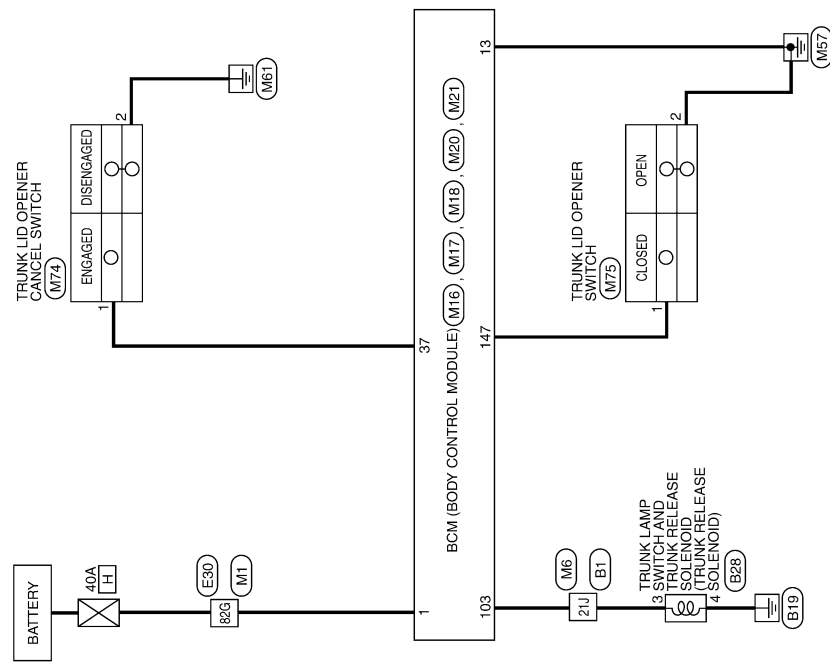 BATTERY
40A
H
82G
E30
M1
1
TRUNK LID OPENER
CANCEL SWITCH
M74
ENGAGED
DISENGAGED
1
2
M61
37
BCM (BODY CONTROL MODULE) M16 , M17 , M18 , M20 , M21
103
147
13
21J
M6
B1
TRUNK LAMP
SWITCH AND
TRUNK RELEASE
SOLENOID
(TRUNK RELEASE
SOLENOID)
B28
3
4
B19
TRUNK LID OPENER
SWITCH
M75
CLOSED
OPEN
1
2
M57